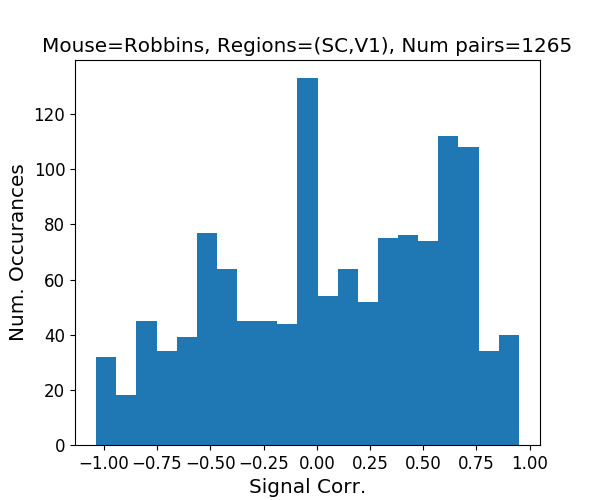 Mouse=Robbins, Regions=(SC,V1), Num pairs=1265
120
100
80
60
40
20
0
Num. Occurances
−1.00 −0.75 −0.50 −0.25 0.00 0.25 0.50 0.75 1.00
Signal Corr.